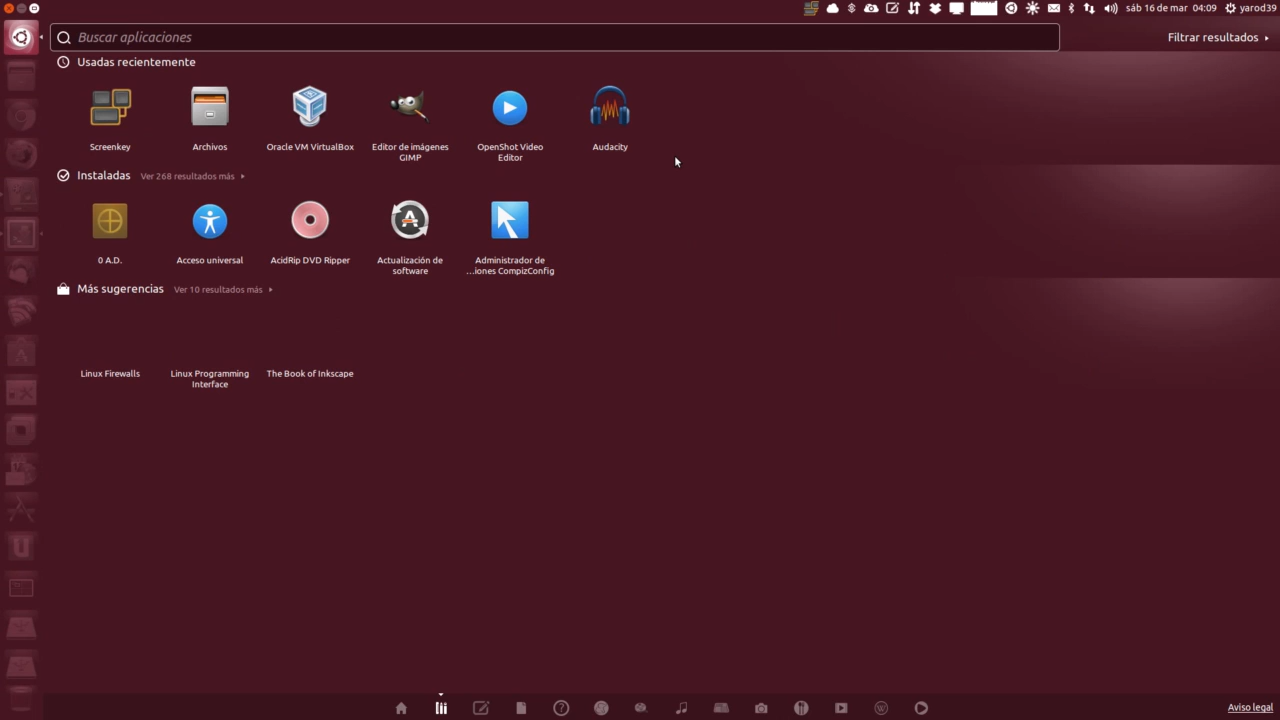 sáb 16 de mar 04:09 yarod39
Buscar aplicaciones
Filtrar resultados
Usadas recientemente
Screenkey
Archivos
Oracle VM VirtualBox
Editor de imágenes
GIMP
OpenShot Video
Editor
Audacity
Instaladas Ver 268 resultados más
0 A.D.
Acceso universal
AcidRip DVD Ripper
Actualización de
software
Administrador de
...iones CompizConfig
Más sugerencias Ver 10 resultados más
Linux Firewalls
Linux Programming
Interface
The Book of Inkscape
Aviso legal